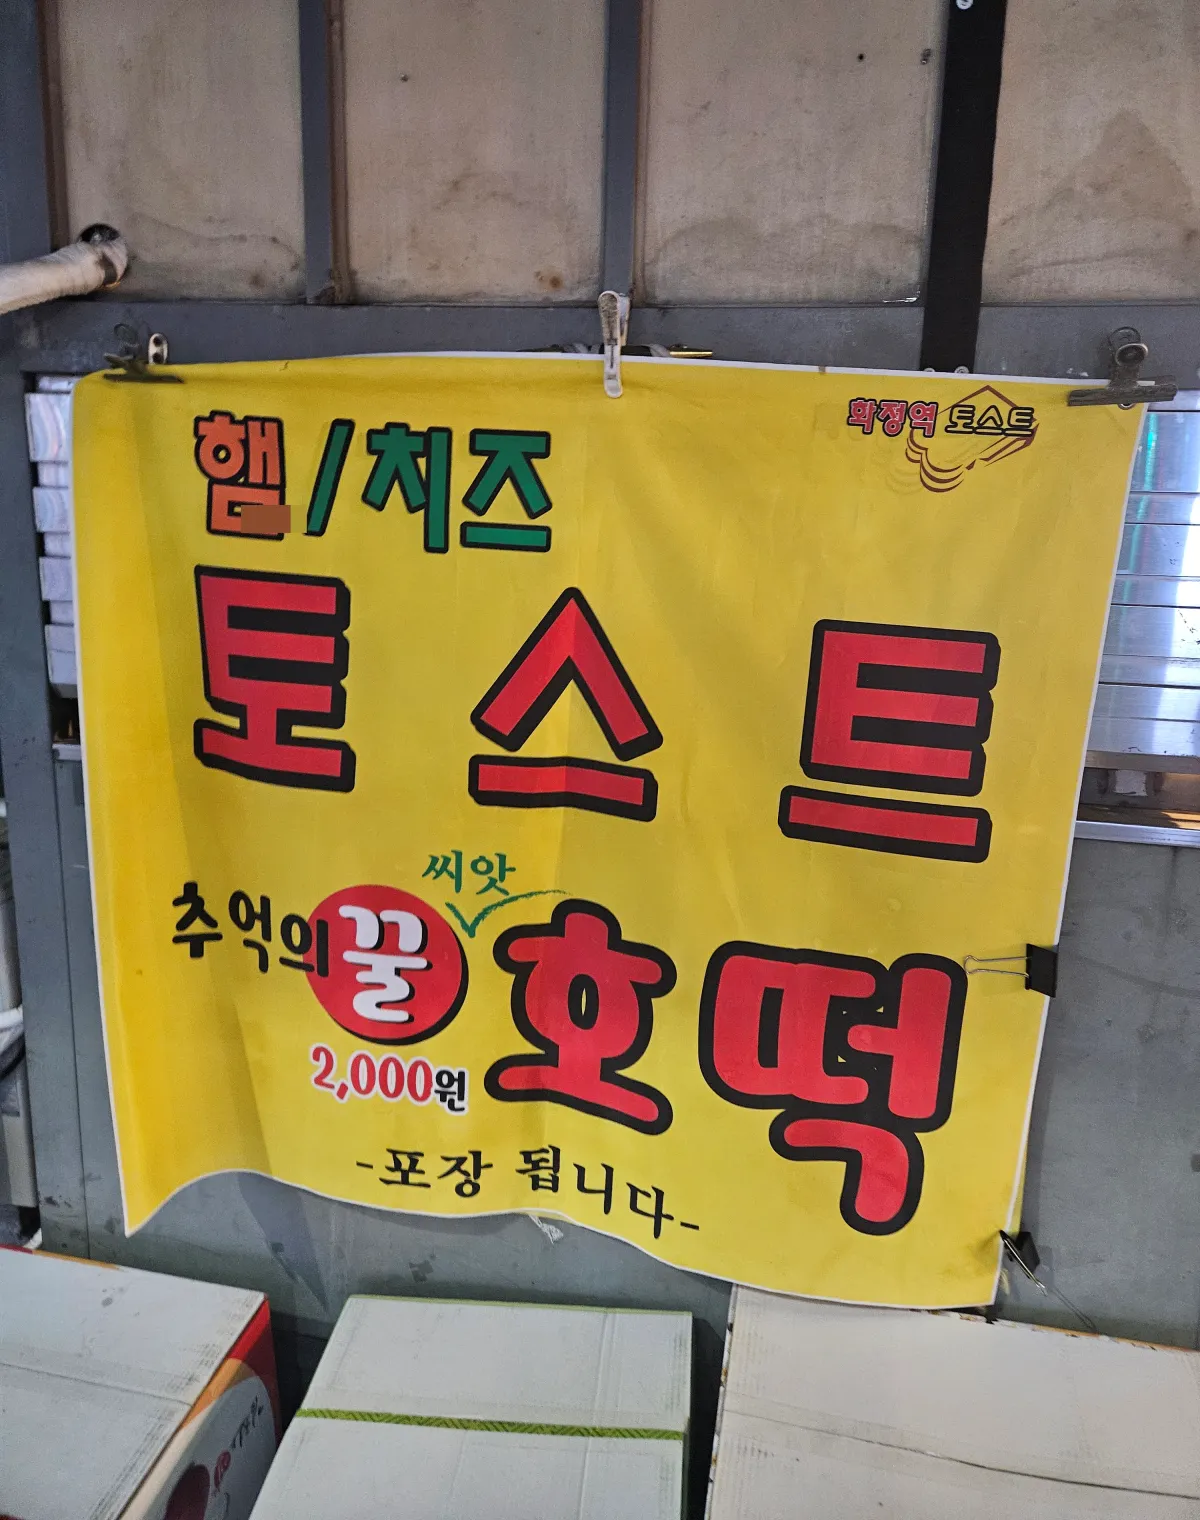 화정역 토스트
햄/치즈
토스트
씨앗
추억의 꿀 호떡
2,000원
-포장 됩니다-